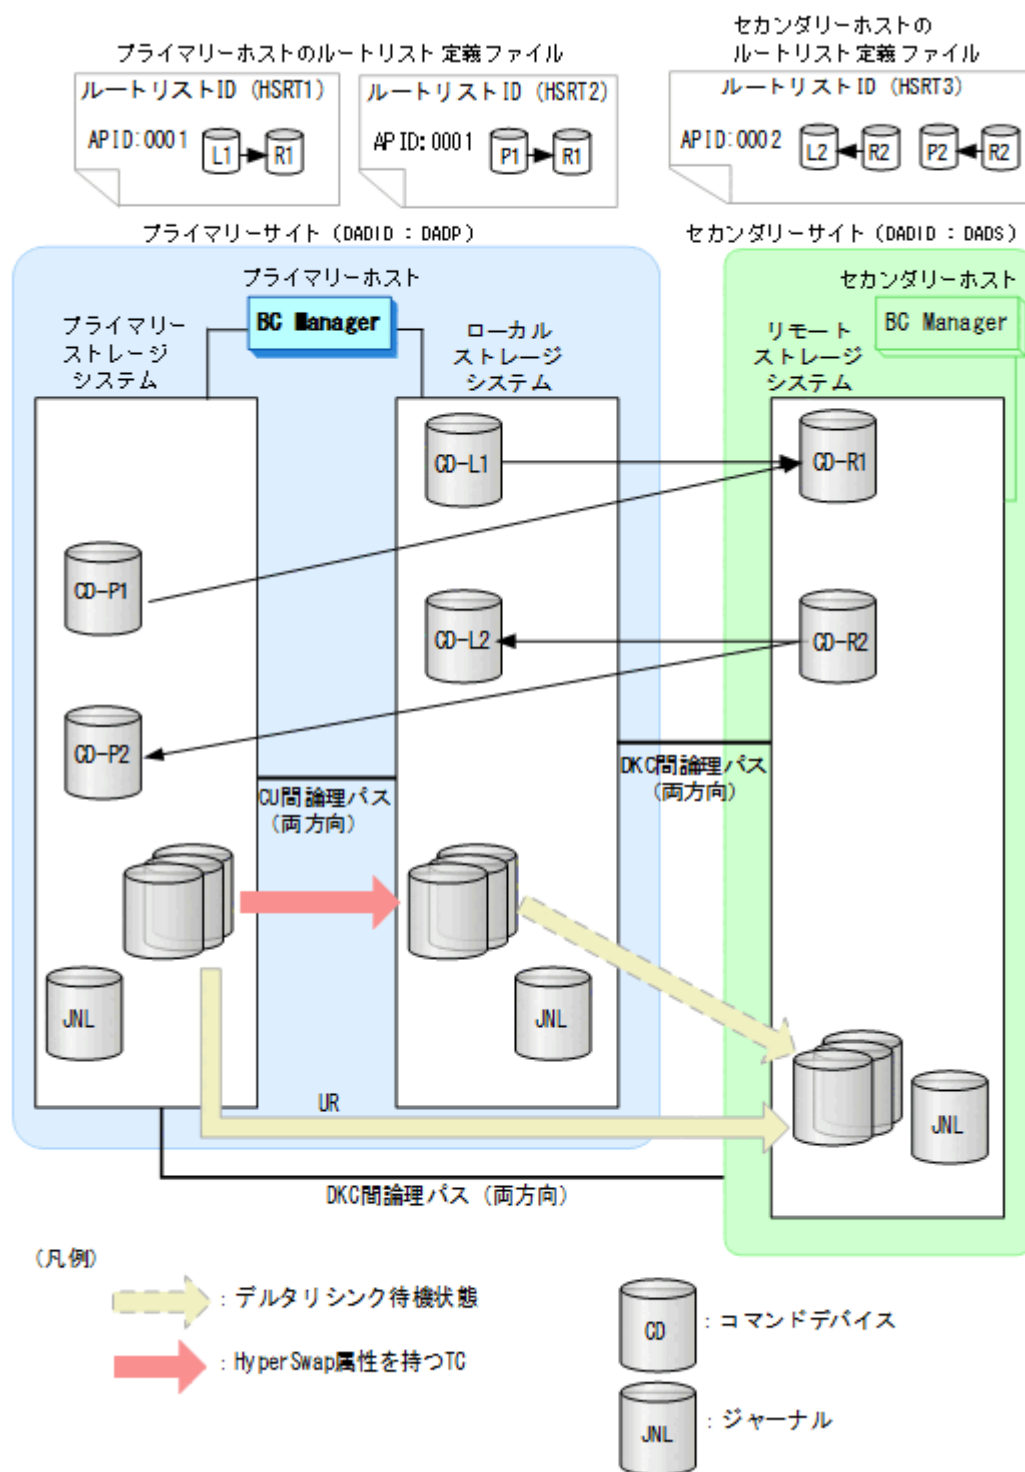 プライマリーホストのルートリスト定義ファイル
セカンダリーホストの
ルートリスト定義ファイル
ルートリストID (HSRT1)
APID:0001
L1
R1
ルートリストID (HSRT2)
APID:0001
P1
R1
ルートリストID (HSRT3)
APID:0002
L2
R2
P2
R2
プライマリーサイト(DADID : DADP)
セカンダリーサイト(DADID : DADS)
プライマリーホスト
BC Manager
セカンダリーホスト
BC Manager
プライマリー
ストレージ
システム
ローカル
ストレージ
システム
リモート
ストレージ
システム
CD-L1
CD-R1
CD-P1
CD-L2
CD-R2
CD-P2
CU間論理パス
(両方向)
DKC間論理パス
(両方向)
JNL
JNL
JNL
UR
DKC間論理パス(両方向)
(凡例)
: デルタリシンク待機状態
: HyperSwap属性を持つTC
CD
: コマンドデバイス
JNL
: ジャーナル